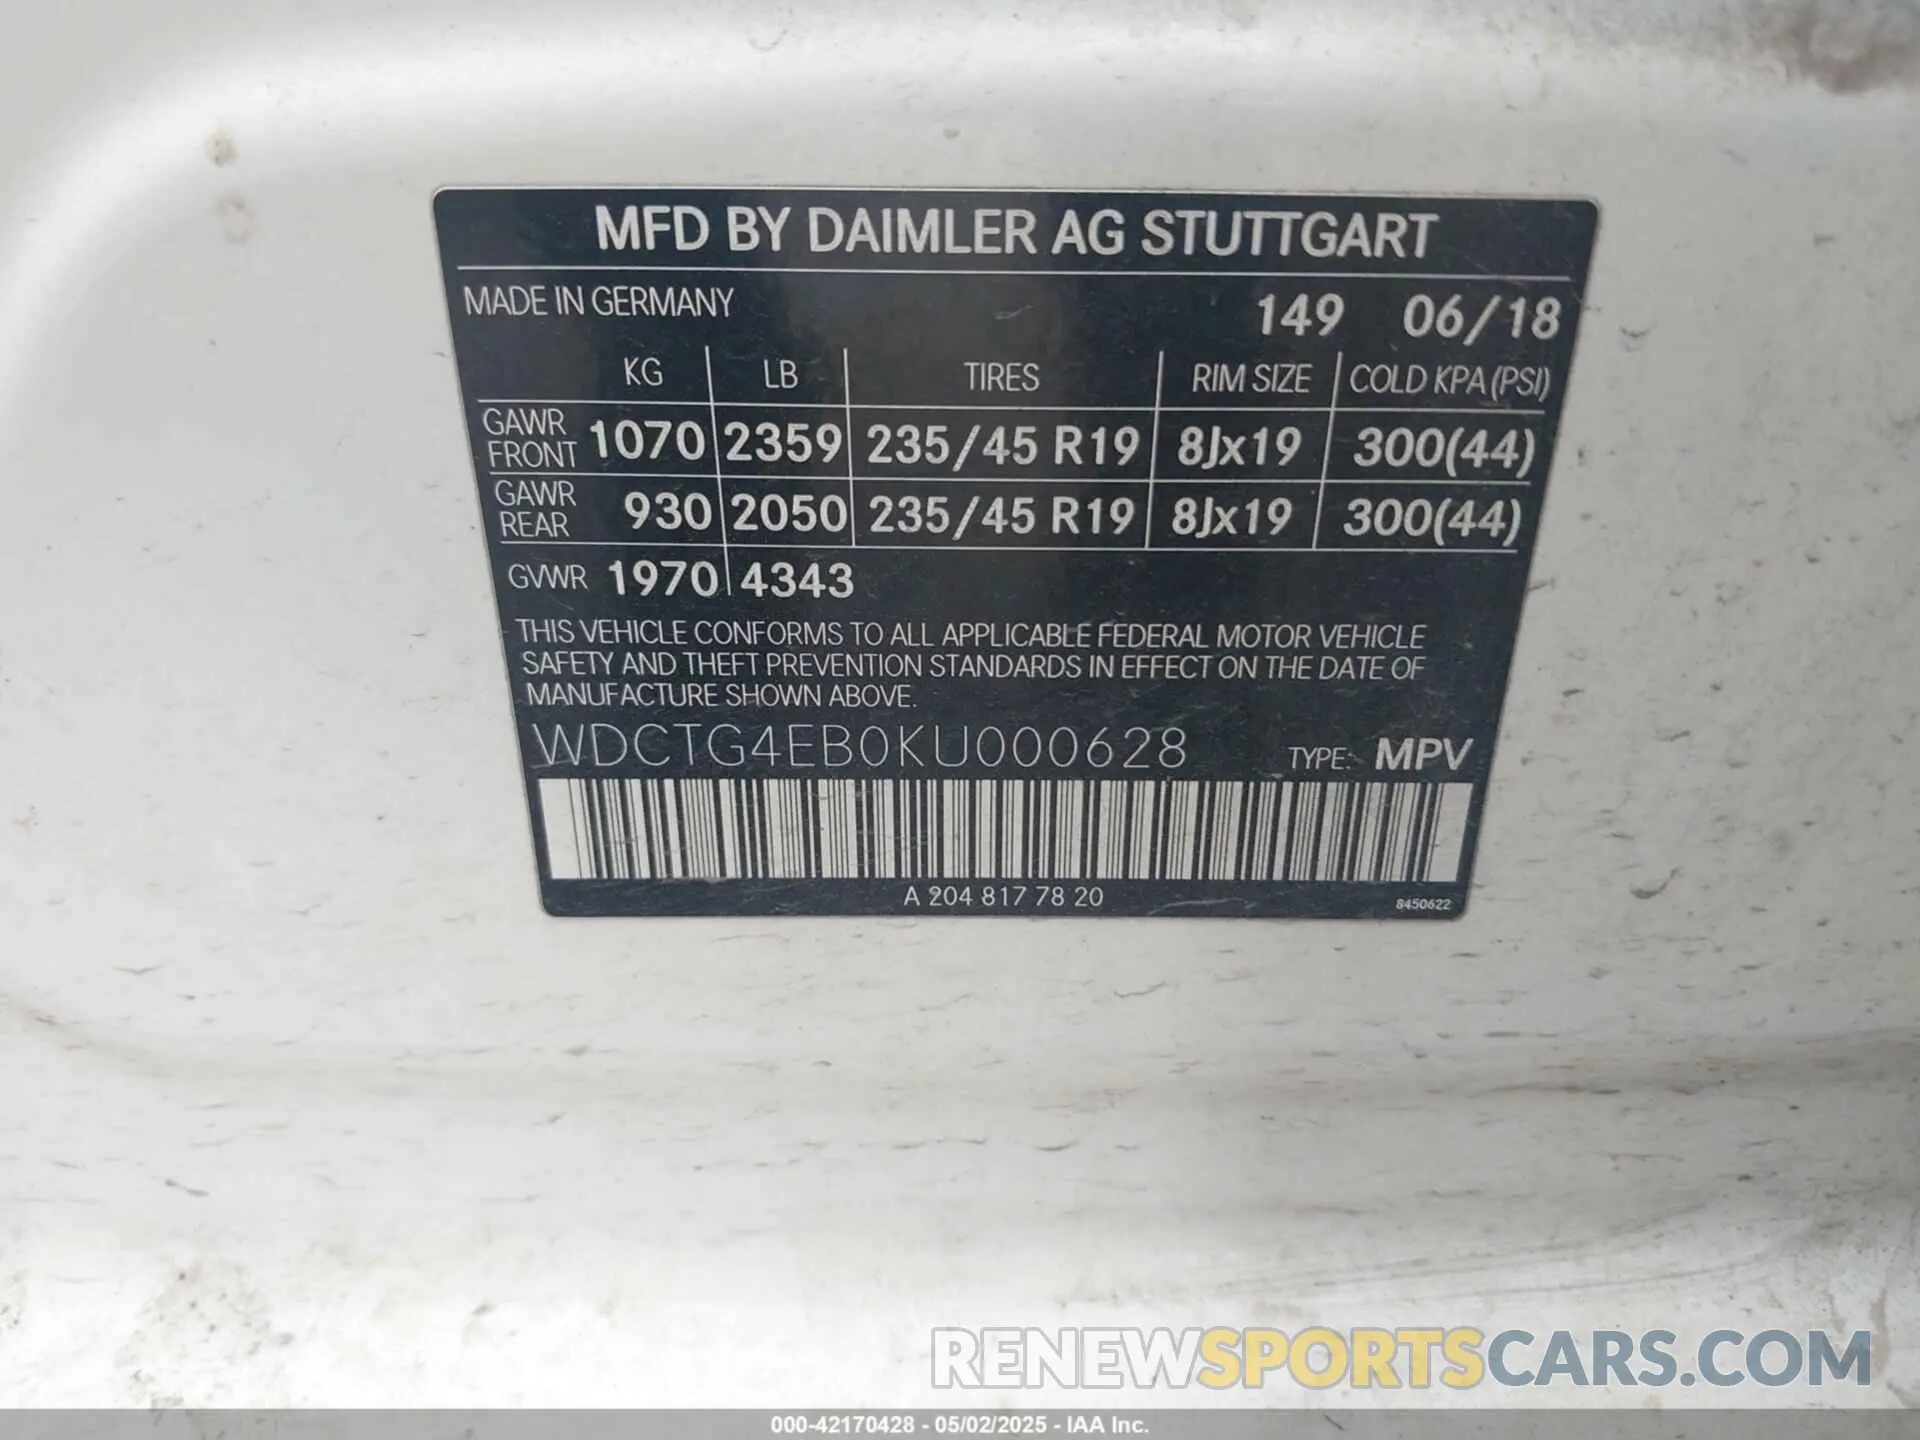 MFD BY DAIMLER AG STUTTGART
MADE IN GERMANY 149 06/18
KG LB TIRES RIM SIZE COLD KPA (PSI)
GAWR FRONT 1070 2359 235/45 R19 8Jx19 300(44)
GAWR REAR 930 2050 235/45 R19 8Jx19 300(44)
GVWR 1970 4343
THIS VEHICLE CONFORMS TO ALL APPLICABLE FEDERAL MOTOR VEHICLE
SAFETY AND THEFT PREVENTION STANDARDS IN EFFECT ON THE DATE OF
MANUFACTURE SHOWN ABOVE.
WDCTG4EB0KU000628 TYPE: MPV
A 204 817 78 20 8450622
RENEWSPORTSCARS.COM
000-42170428 - 05/02/2025 - IAA Inc.